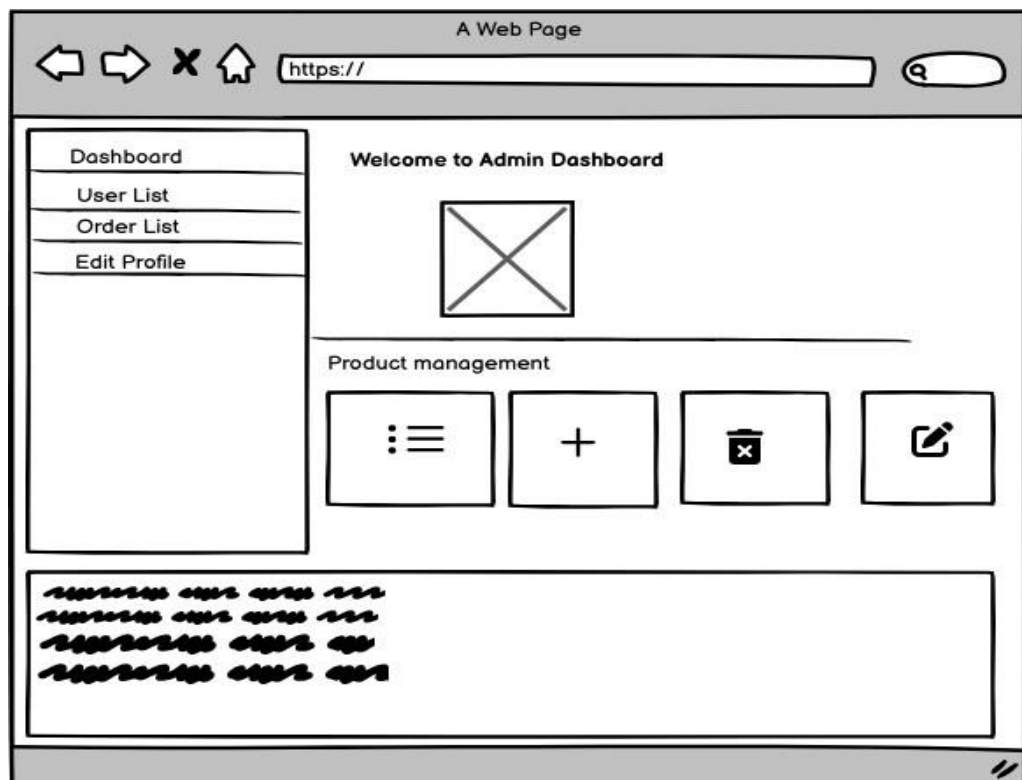 A Web Page
https://
Dashboard
User List
Order List
Edit Profile
Welcome to Admin Dashboard
Product management